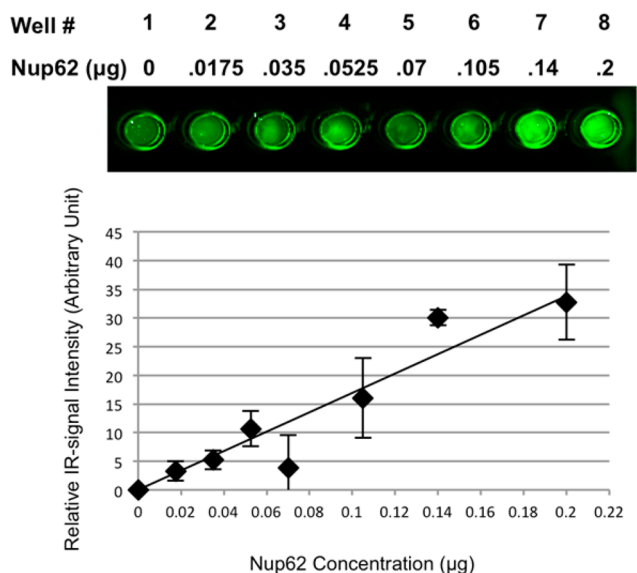 Well # 1 2 3 4 5 6 7 8
Nup62 (µg) 0 .0175 .035 .0525 .07 .105 .14 .2
Relative IR-signal Intensity (Arbitrary Unit)
45
40
35
30
25
20
15
10
5
0
0 0.02 0.04 0.06 0.08 0.1 0.12 0.14 0.16 0.18 0.2 0.22
Nup62 Concentration (µg)